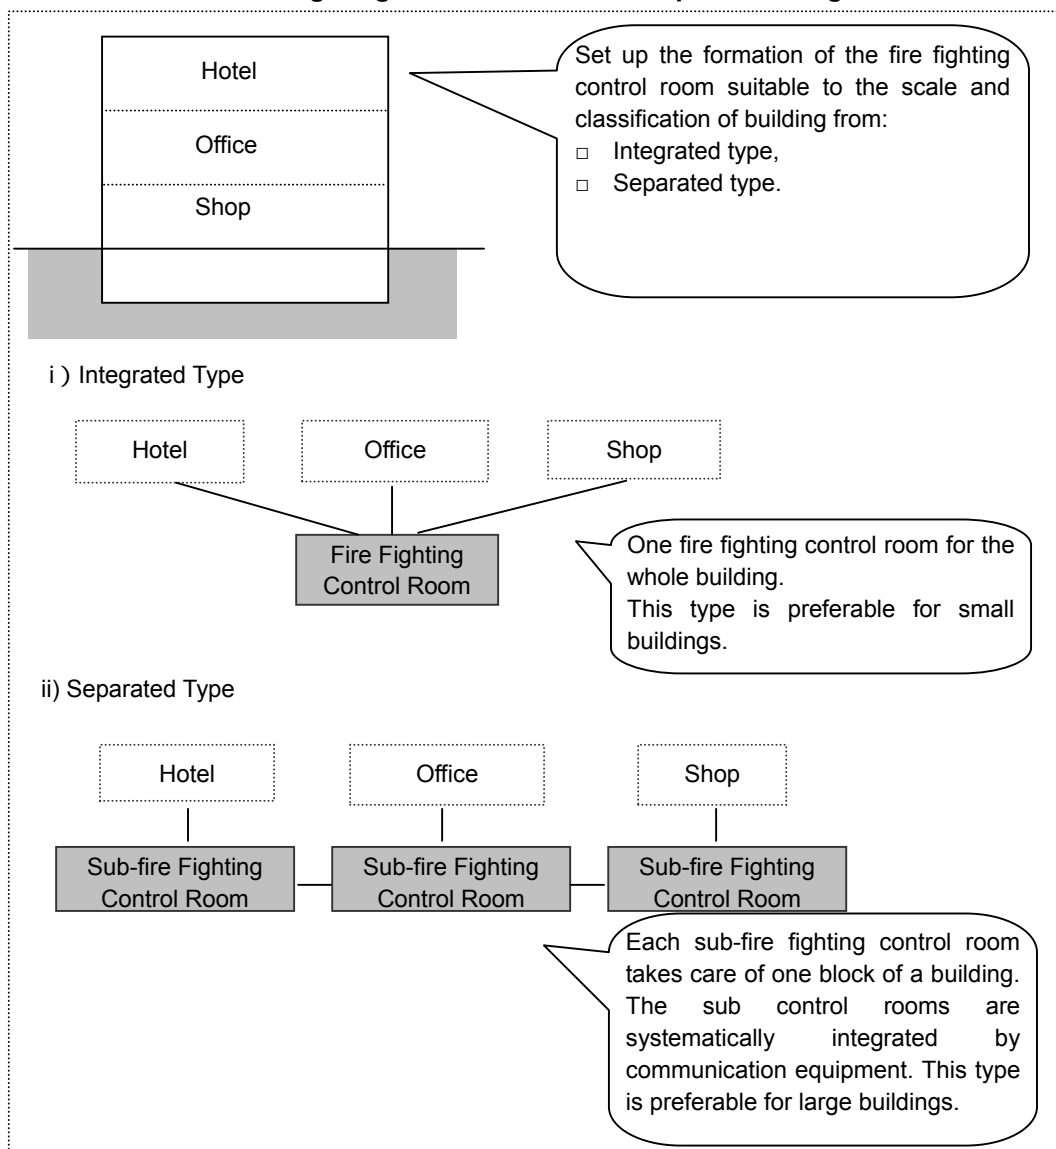 Hotel
Office
Shop
Set up the formation of the fire fighting
control room suitable to the scale and
classification of building from:
□ Integrated type,
□ Separated type.
i ) Integrated Type
Hotel Office Shop
Fire Fighting
Control Room
One fire fighting control room for the
whole building.
This type is preferable for small
buildings.
ii) Separated Type
Hotel Office Shop
Sub-fire Fighting Sub-fire Fighting Sub-fire Fighting
Control Room Control Room Control Room
Each sub-fire fighting control room
takes care of one block of a building.
The sub control rooms are
systematically integrated by
communication equipment. This type
is preferable for large buildings.